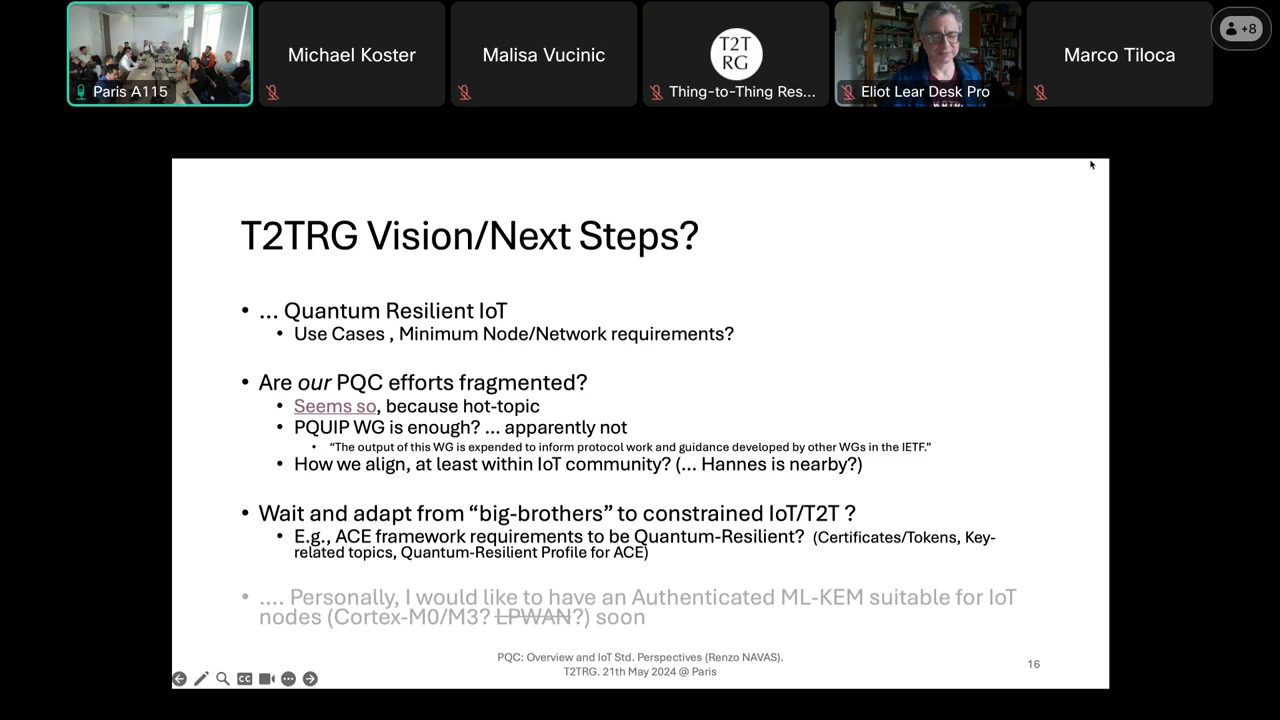 Paris A115
Michael Koster
Malisa Vucinic
T2T
RG
Thing-to-Thing Res...
Eliot Lear Desk Pro
Marco Tiloca
+8
T2TRG Vision/Next Steps?
• ... Quantum Resilient IoT
• Use Cases , Minimum Node/Network requirements?
• Are our PQC efforts fragmented?
• Seems so, because hot-topic
• PQUIP WG is enough? ... apparently not
• “The output of this WG is expended to inform protocol work and guidance developed by other WGs in the IETF.”
• How we align, at least within IoT community? (... Hannes is nearby?)
• Wait and adapt from “big-brothers” to constrained IoT/T2T ?
• E.g., ACE framework requirements to be Quantum-Resilient? (Certificates/Tokens, Key-
related topics, Quantum-Resilient Profile for ACE)
• .... Personally, I would like to have an Authenticated ML-KEM suitable for IoT
nodes (Cortex-M0/M3? LPWAN?) soon
PQC: Overview and IoT Std. Perspectives (Renzo NAVAS).
T2TRG. 21th May 2024 @ Paris
16
CC